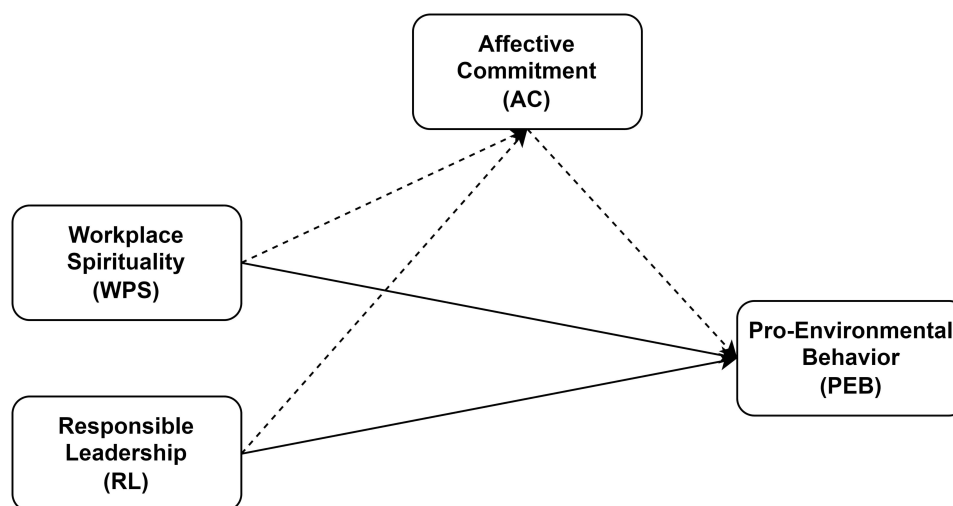 Affective
Commitment
(AC)
Workplace
Spirituality
(WPS)
Pro-Environmental
Behavior
(PEB)
Responsible
Leadership
(RL)